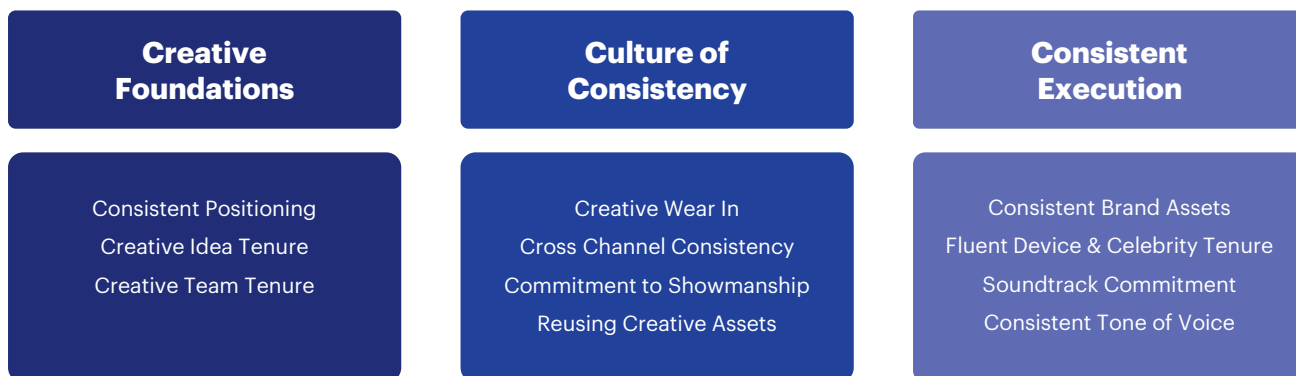 Creative
Foundations
Consistent Positioning
Creative Idea Tenure
Creative Team Tenure
Culture of
Consistency
Creative Wear In
Cross Channel Consistency
Commitment to Showmanship
Reusing Creative Assets
Consistent
Execution
Consistent Brand Assets
Fluent Device & Celebrity Tenure
Soundtrack Commitment
Consistent Tone of Voice